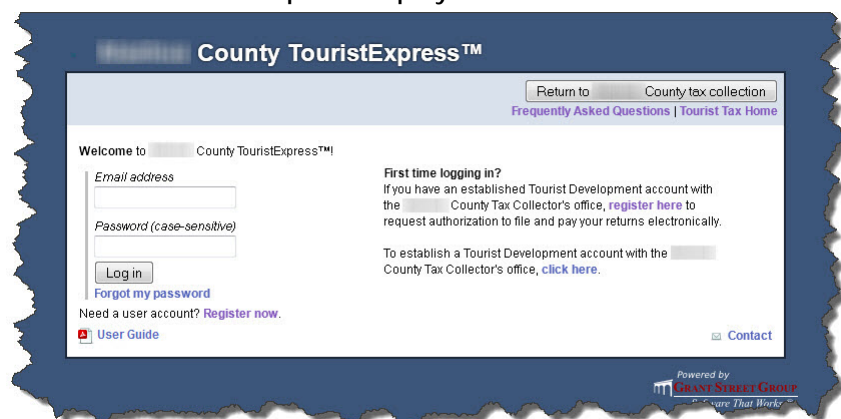 County TouristExpress™
Return to County tax collection
Frequently Asked Questions | Tourist Tax Home
Welcome to County TouristExpress™!
Email address
Password (case-sensitive)
Log in
Forgot my password
Need a user account? Register now.
User Guide
First time logging in?
If you have an established Tourist Development account with
the County Tax Collector's office, register here to
request authorization to file and pay your returns electronically.
To establish a Tourist Development account with the
County Tax Collector's office, click here.
Contact
Powered by
GRANT STREET GROUP
Software That Works